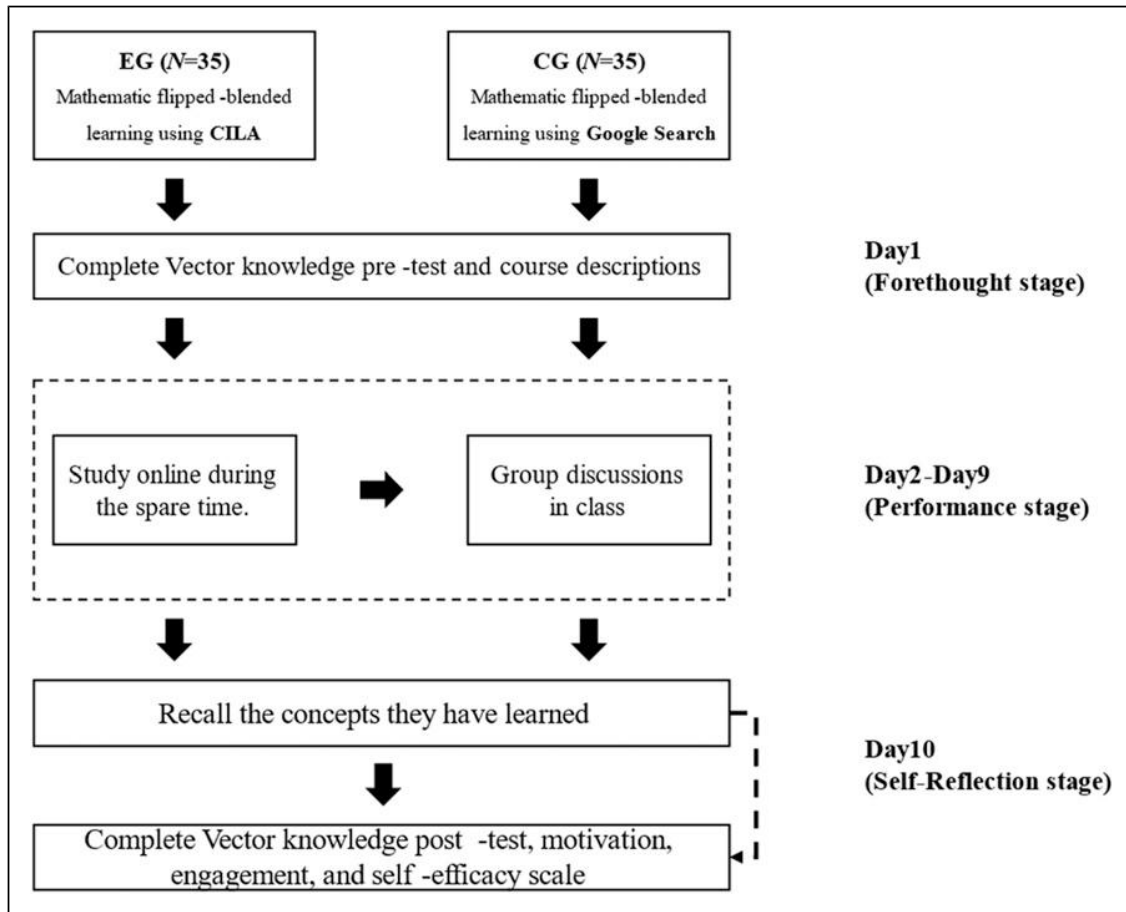 EG (N=35)
Mathematic flipped -blended
learning using CILA
CG (N=35)
Mathematic flipped -blended
learning using Google Search
Complete Vector knowledge pre -test and course descriptions
Day1
(Forethought stage)
Study online during
the spare time.
Group discussions
in class
Day2-Day9
(Performance stage)
Recall the concepts they have learned
Day10
(Self-Reflection stage)
Complete Vector knowledge post -test, motivation,
engagement, and self -efficacy scale